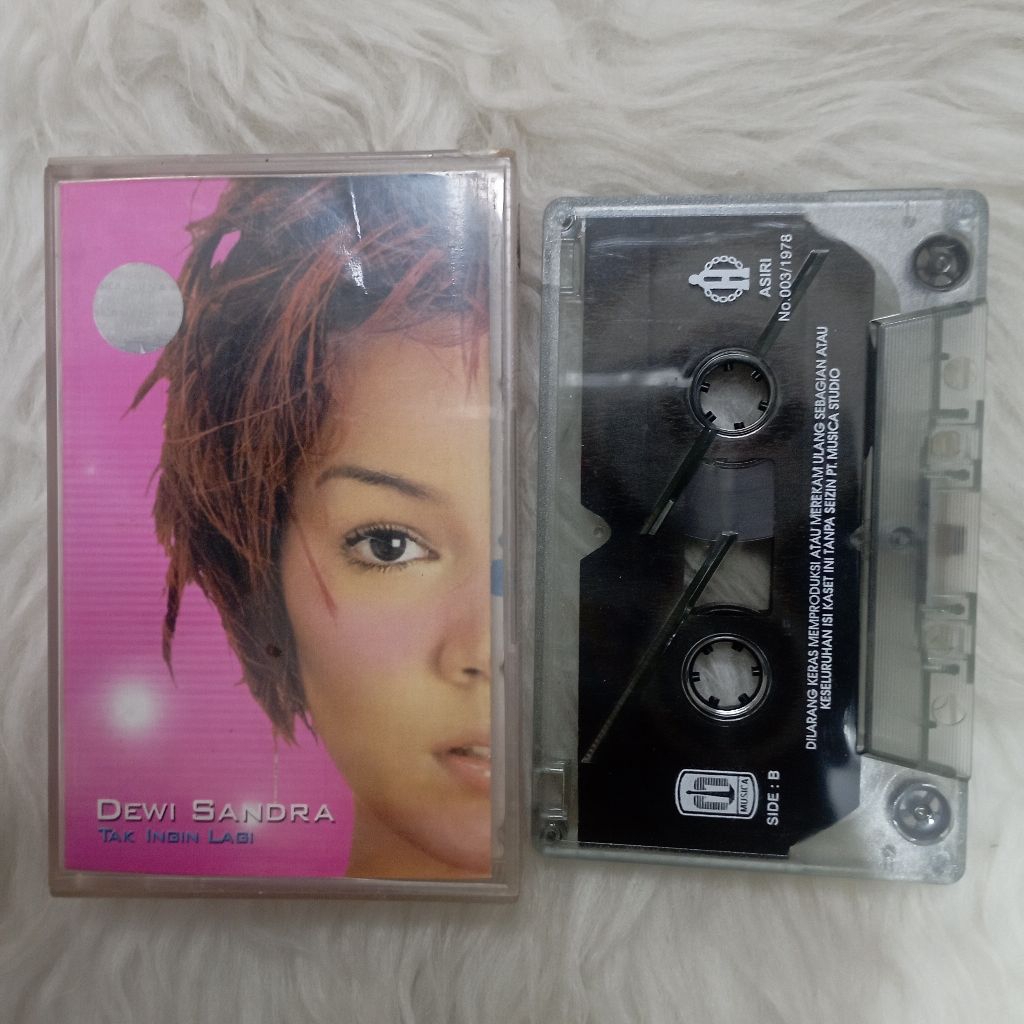 DEWI SANDRA
TAK INGIN LAGI
ASIRI
No.003/1978
DILARANG KERAS MEMPRODUKSI ATAU MEREKAM ULANG SEBAGIAN ATAU
KESELURUHAN ISI KASET INI TANPA SEIZIN PT. MUSICA STUDIO
MUSICA
SIDE : B